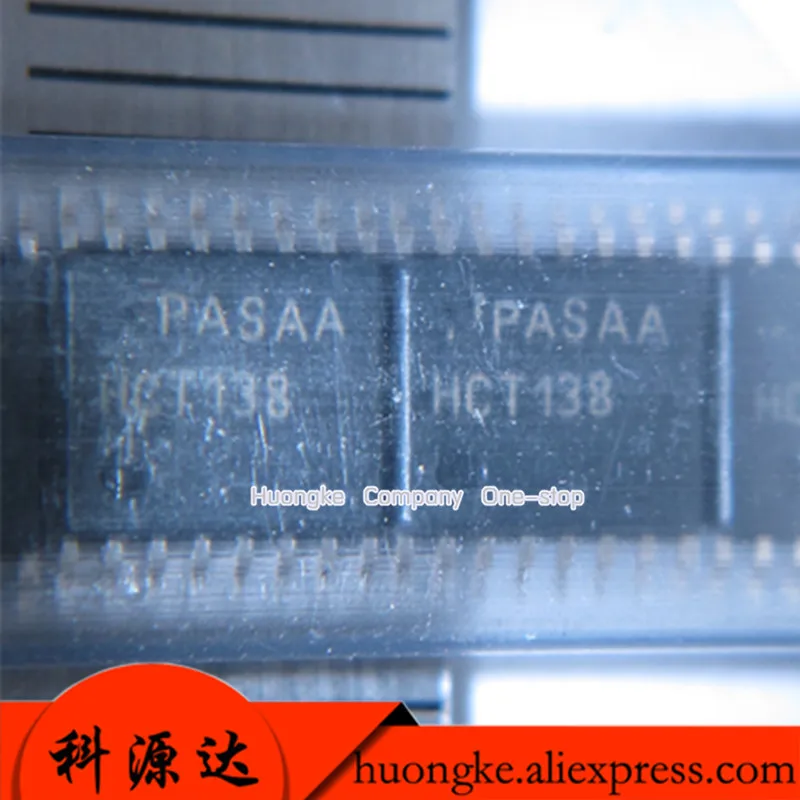 PASAA
HCT138
PASAA
HCT138
Huongke Company One-stop
科源达
huongke.aliexpress.com